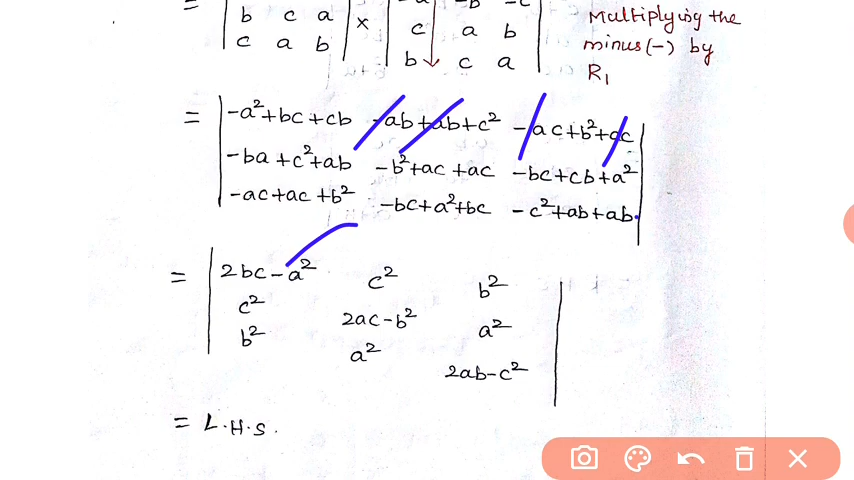 = | b c a | × | -a -b -c |
| c a b | | c a b |
b c a
Multiplying the
minus(-) by
R₁
= | -a²+bc+cb -ab+ab+c² -ac+b²+ac |
| -ba+c²+ab -b²+ac+ac -bc+cb+a² |
| -ac+ac+b² -bc+a²+bc -c²+ab+ab |
= | 2bc-a² c² b² |
| c² 2ac-b² a² |
| b² a² 2ab-c² |
= L.H.S.